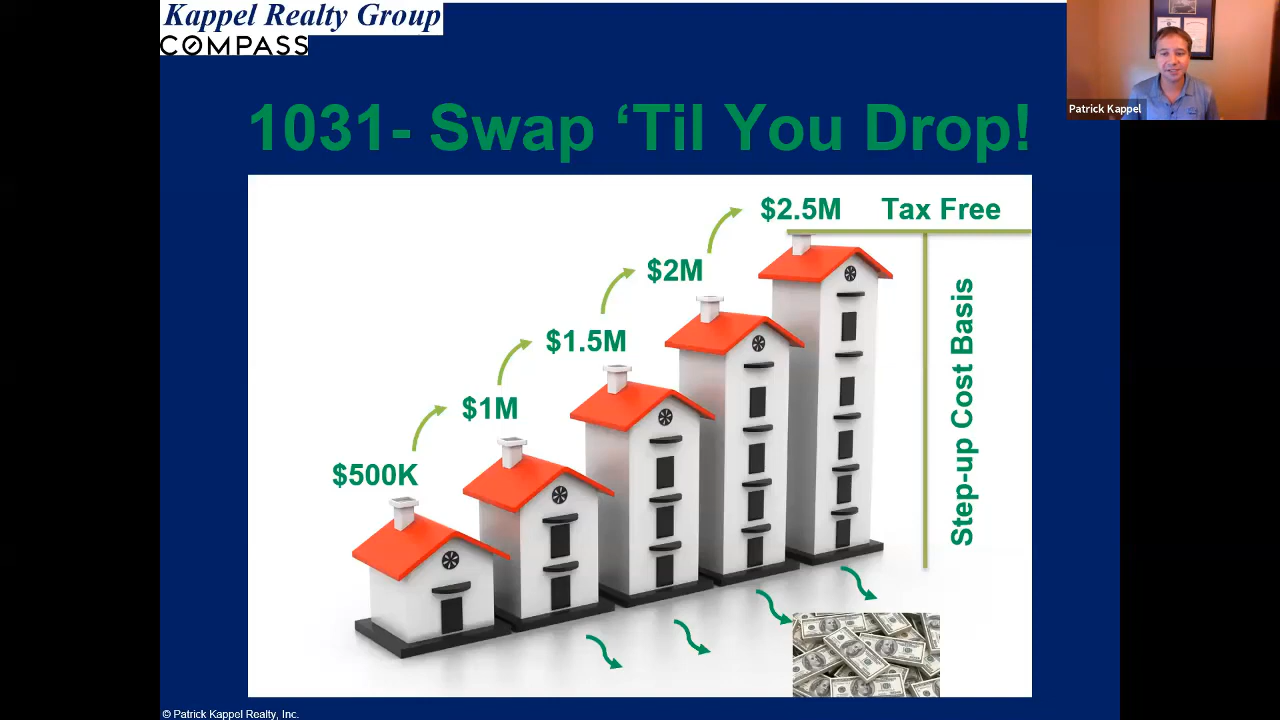 Kappel Realty Group
COMPASS
Patrick Kappel
1031- Swap ‘Til You Drop!
$2.5M Tax Free
$2M
$1.5M
$1M
$500K
Step-up Cost Basis
© Patrick Kappel Realty, Inc.